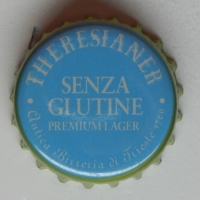 THERESIANER
SENZA
GLUTINE
PREMIUM LAGER
Antica Birreria di Trieste 1766